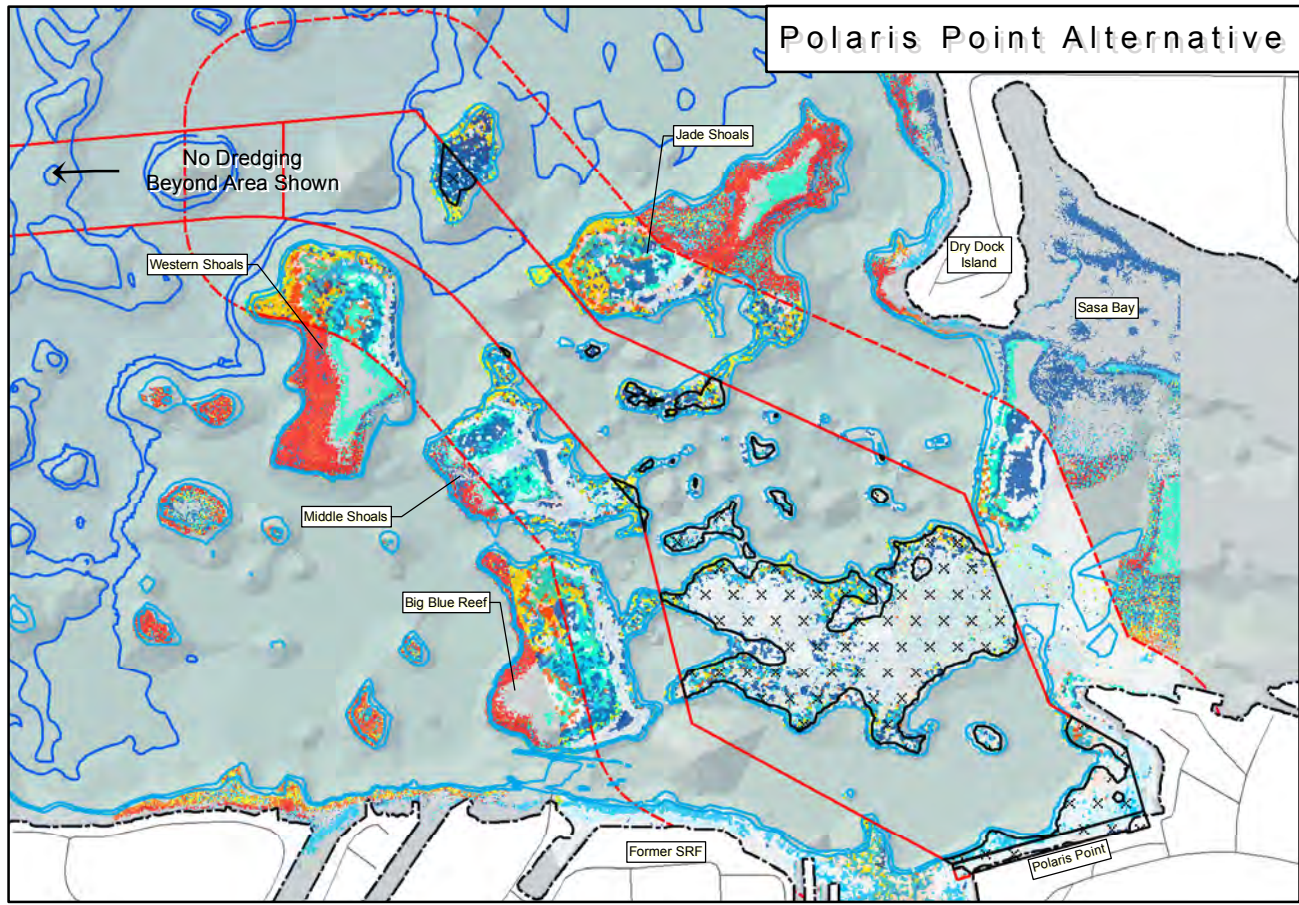 Polaris Point Alternative
Jade Shoals
No Dredging
Beyond Area Shown
Western Shoals
Dry Dock
Island
Sasa Bay
Middle Shoals
Big Blue Reef
Former SRF
Polaris Point